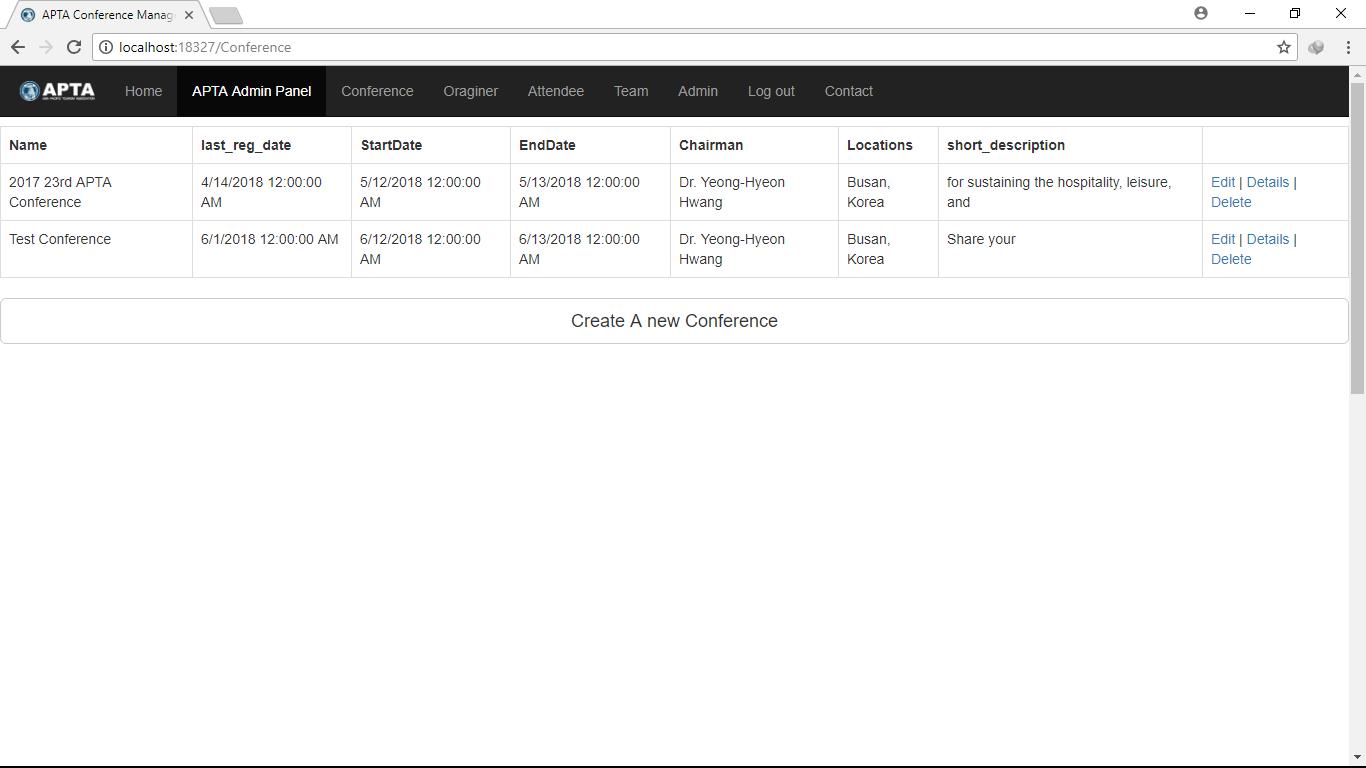 APTA Conference Manag
localhost:18327/Conference
APTA Home APTA Admin Panel Conference Oraginer Attendee Team Admin Log out Contact
Name last_reg_date StartDate EndDate Chairman Locations short_description
2017 23rd APTA 4/14/2018 12:00:00 5/12/2018 12:00:00 5/13/2018 12:00:00 Dr. Yeong-Hyeon Busan, for sustaining the hospitality, leisure, Edit | Details |
Conference AM AM AM Hwang Korea and Delete
Test Conference 6/1/2018 12:00:00 AM 6/12/2018 12:00:00 6/13/2018 12:00:00 Dr. Yeong-Hyeon Busan, Share your Edit | Details |
AM AM Hwang Korea Delete
Create A new Conference